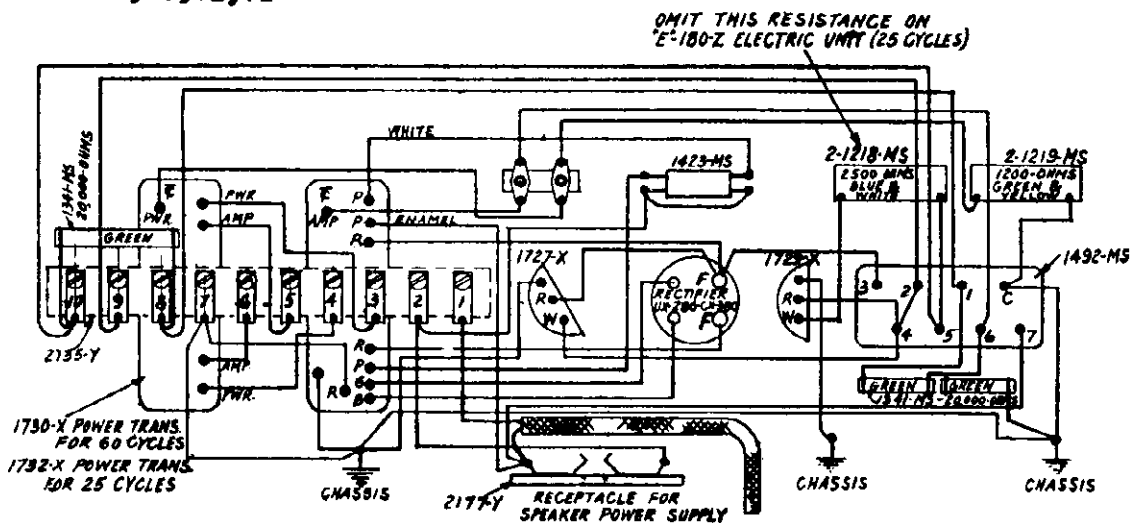 OMIT THIS RESISTANCE ON
"E"-180-Z ELECTRIC UNIT (25 CYCLES)
WHITE
1423-MS
2-1218-MS
2500 OHMS
BLUE &
WHITE
2-1219-MS
1200-OHMS
GREEN &
YELLOW
1341-MS
20,000-OHMS
PWR.
GREEN
PWR
AMP
AMP
P
P
R
ENAMEL
1727-X
R
W
RECTIFIER
F
F
R
W
1492-MS
3
2
1
C
4
5
6
7
10
9
8
7
6
5
4
3
2
1
2135-Y
AMP
PWR.
R
R
P
G
B
GREEN
GREEN
1341-MS-20,000-OHMS
1730-X POWER TRANS.
FOR 60 CYCLES
1732-X POWER TRANS.
FOR 25 CYCLES
CHASSIS
2177-Y
RECEPTACLE FOR
SPEAKER POWER SUPPLY
CHASSIS
CHASSIS